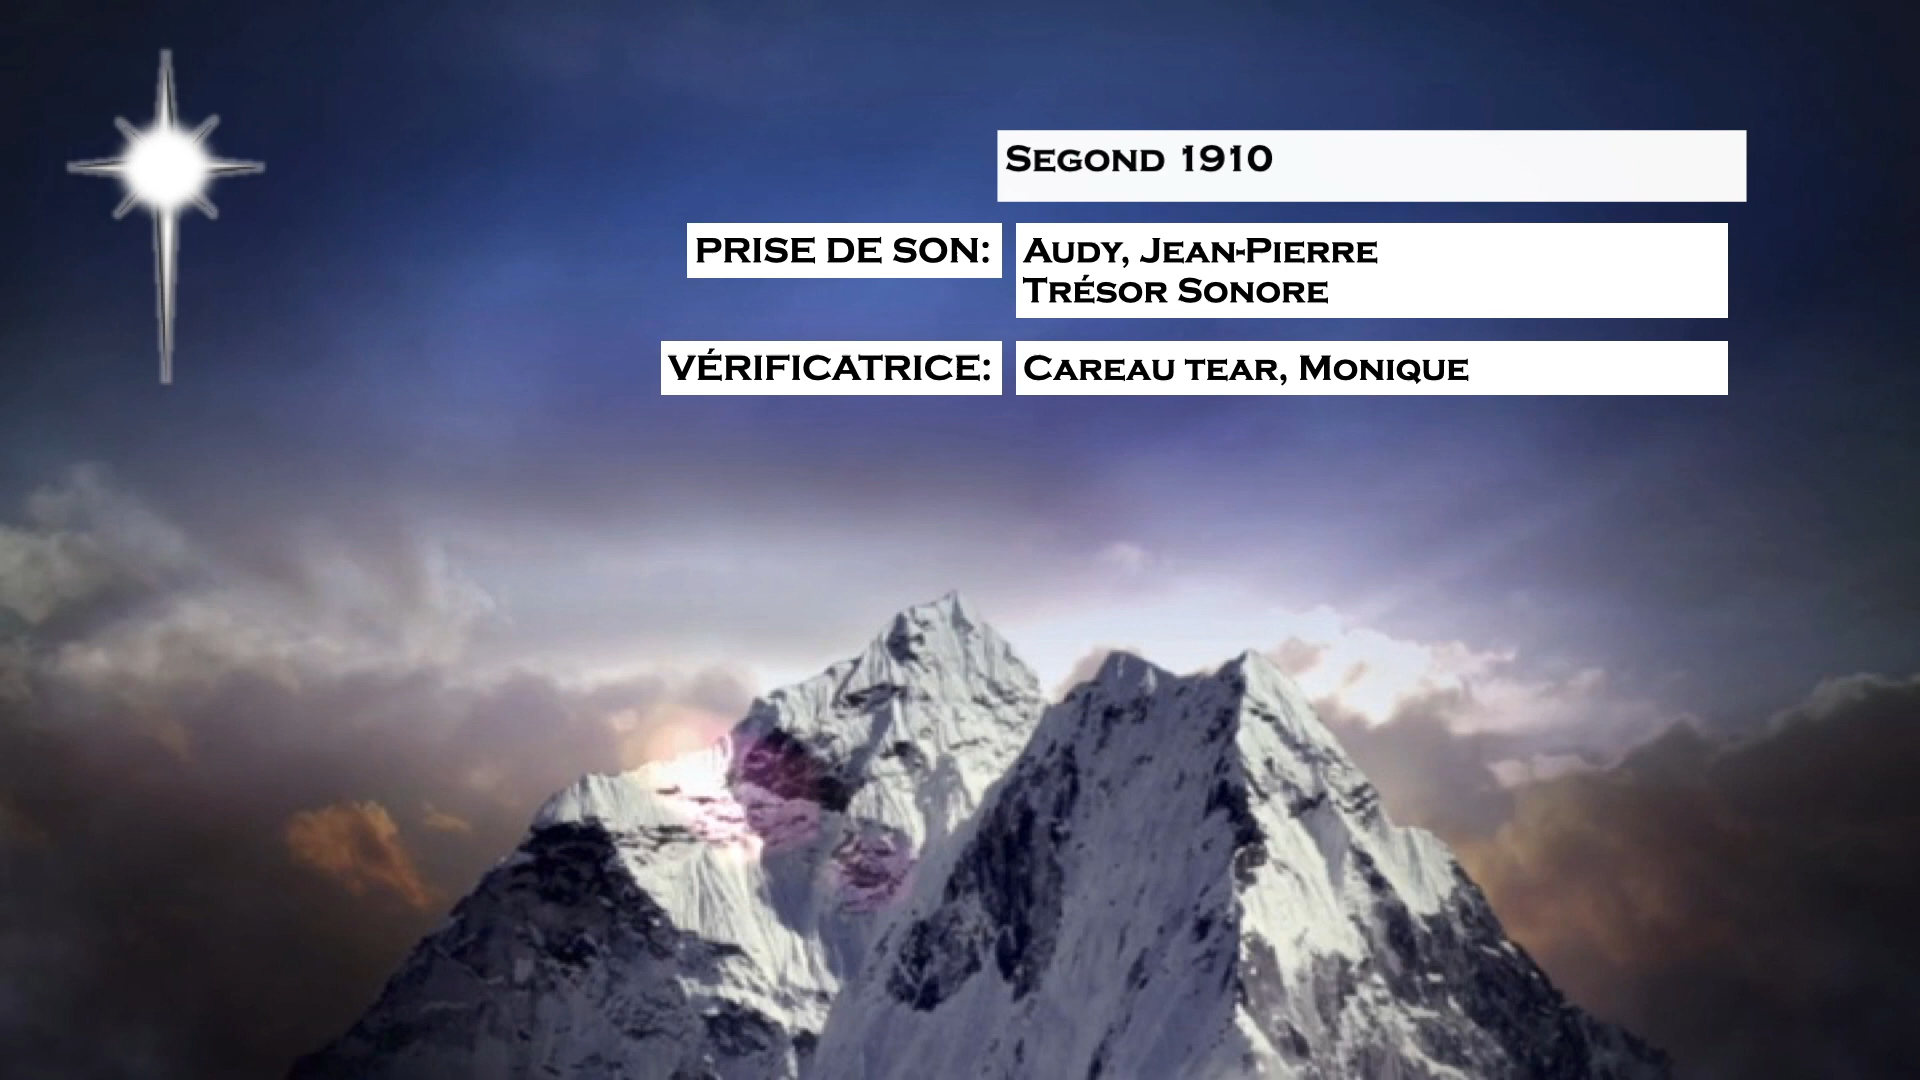 Segond 1910
PRISE DE SON: Audy, Jean-Pierre
Trésor Sonore
VÉRIFICATRICE: Careau tear, Monique